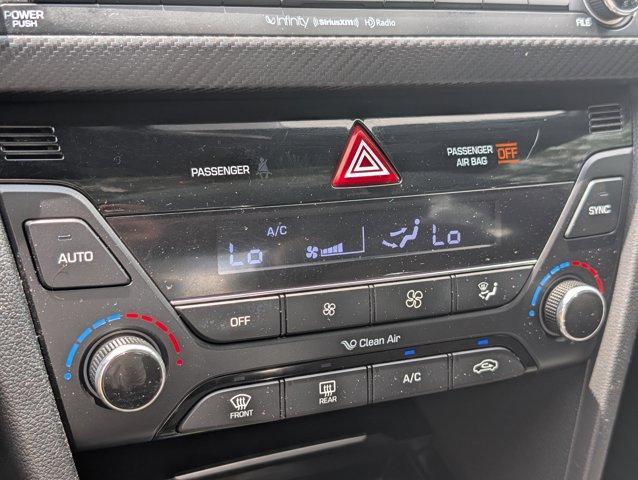 POWER
PUSH
Infinity ((SiriusXM)) HD Radio
PASSENGER
PASSENGER
AIR BAG OFF
SYNC
AUTO
A/C
Lo
Lo
OFF
Clean Air
FRONT
REAR
A/C